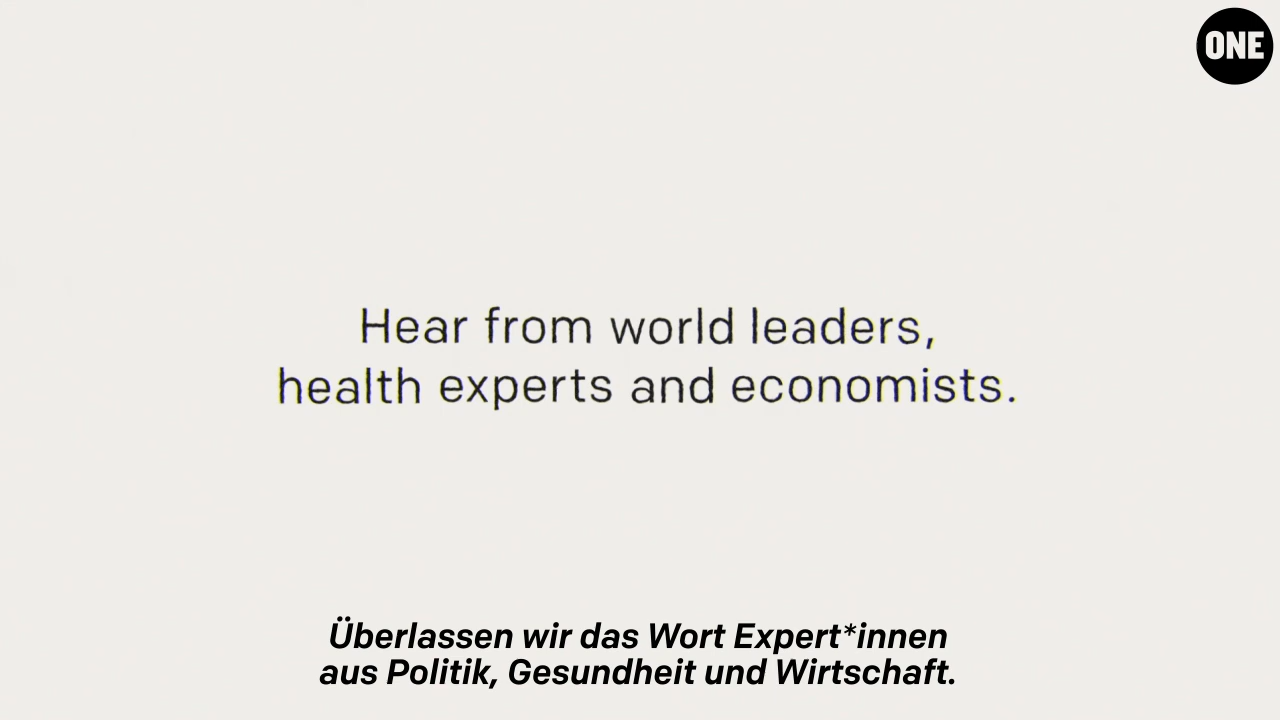 ONE
Hear from world leaders,
health experts and economists.
Überlassen wir das Wort Expert*innen
aus Politik, Gesundheit und Wirtschaft.